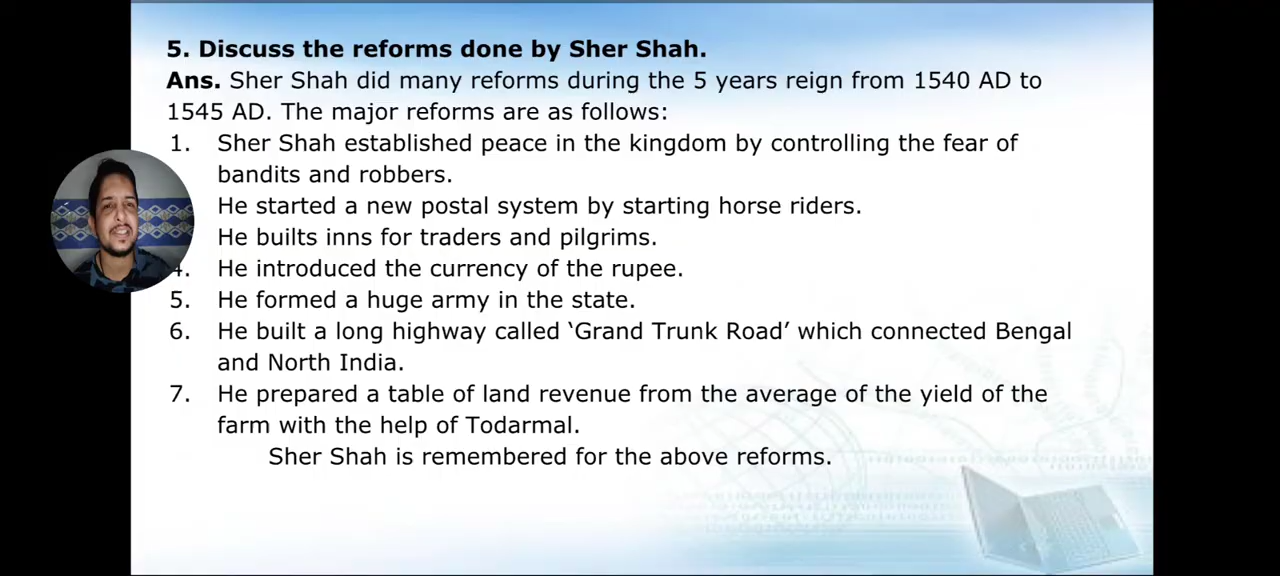 5. Discuss the reforms done by Sher Shah.
Ans. Sher Shah did many reforms during the 5 years reign from 1540 AD to
1545 AD. The major reforms are as follows:
1. Sher Shah established peace in the kingdom by controlling the fear of
bandits and robbers.
He started a new postal system by starting horse riders.
He builts inns for traders and pilgrims.
4. He introduced the currency of the rupee.
5. He formed a huge army in the state.
6. He built a long highway called ‘Grand Trunk Road’ which connected Bengal
and North India.
7. He prepared a table of land revenue from the average of the yield of the
farm with the help of Todarmal.
Sher Shah is remembered for the above reforms.